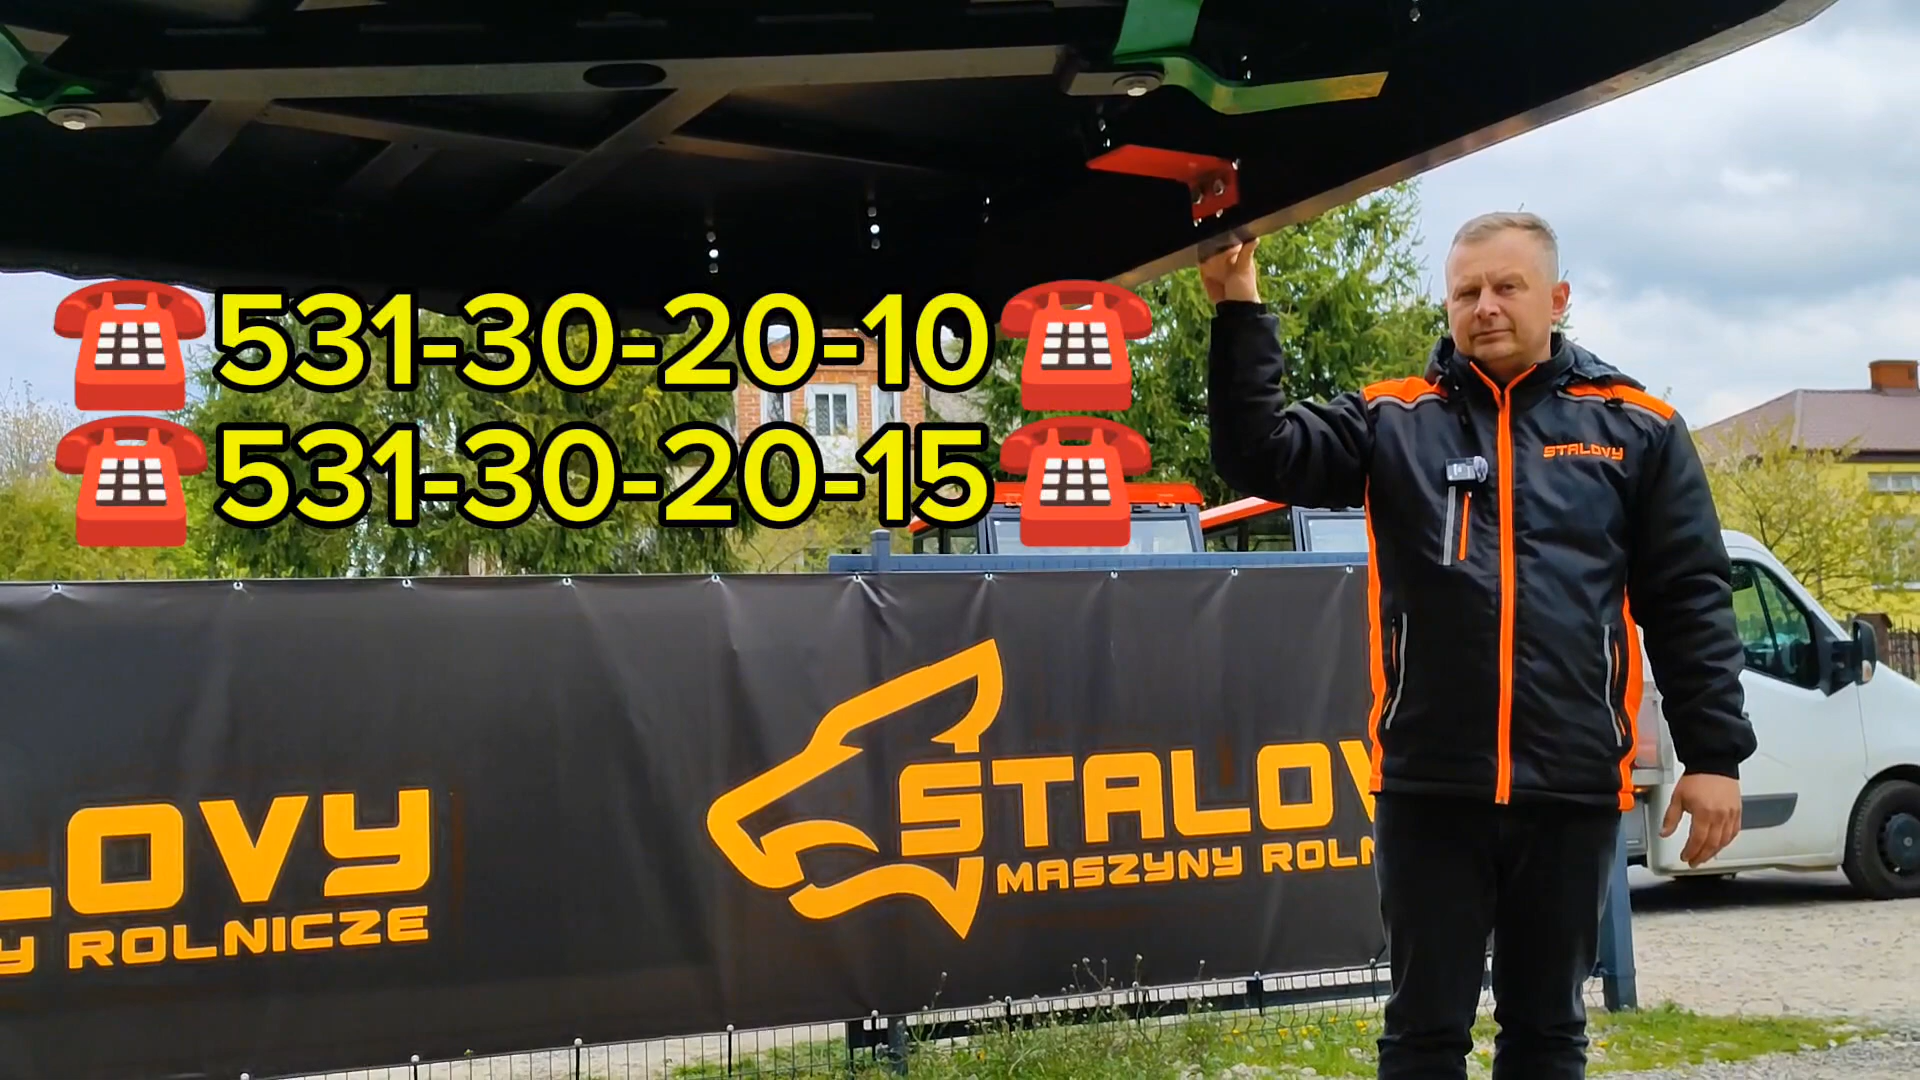 ☎531-30-20-10☎
☎531-30-20-15☎
STALOVY
LOVY
Y ROLNICZE
STALOV
MASZYNY ROLN